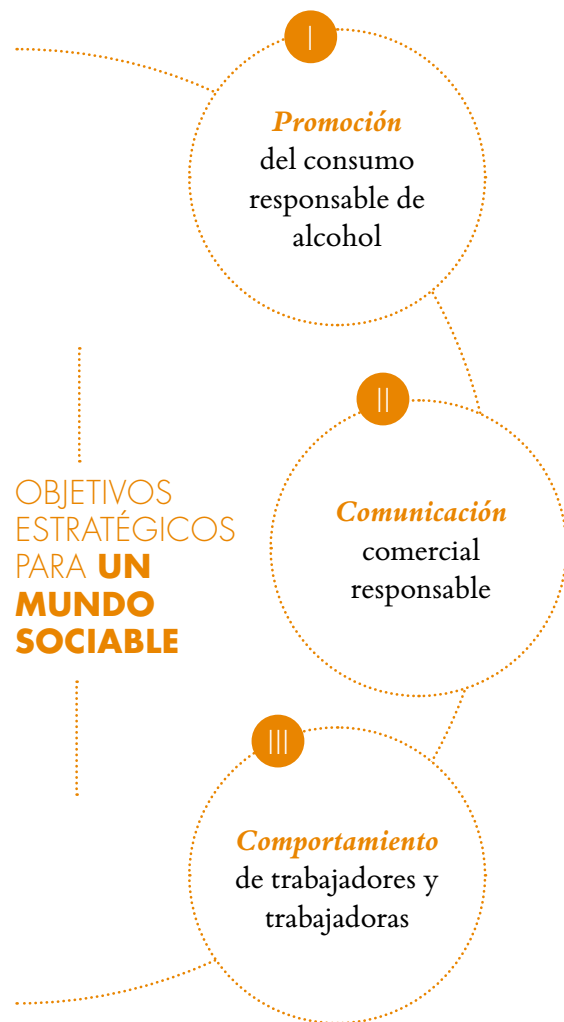 I
Promoción
del consumo
responsable de
alcohol
II
Comunicación
comercial
responsable
OBJETIVOS
ESTRATÉGICOS
PARA UN
MUNDO
SOCIABLE
III
Comportamiento
de trabajadores y
trabajadoras